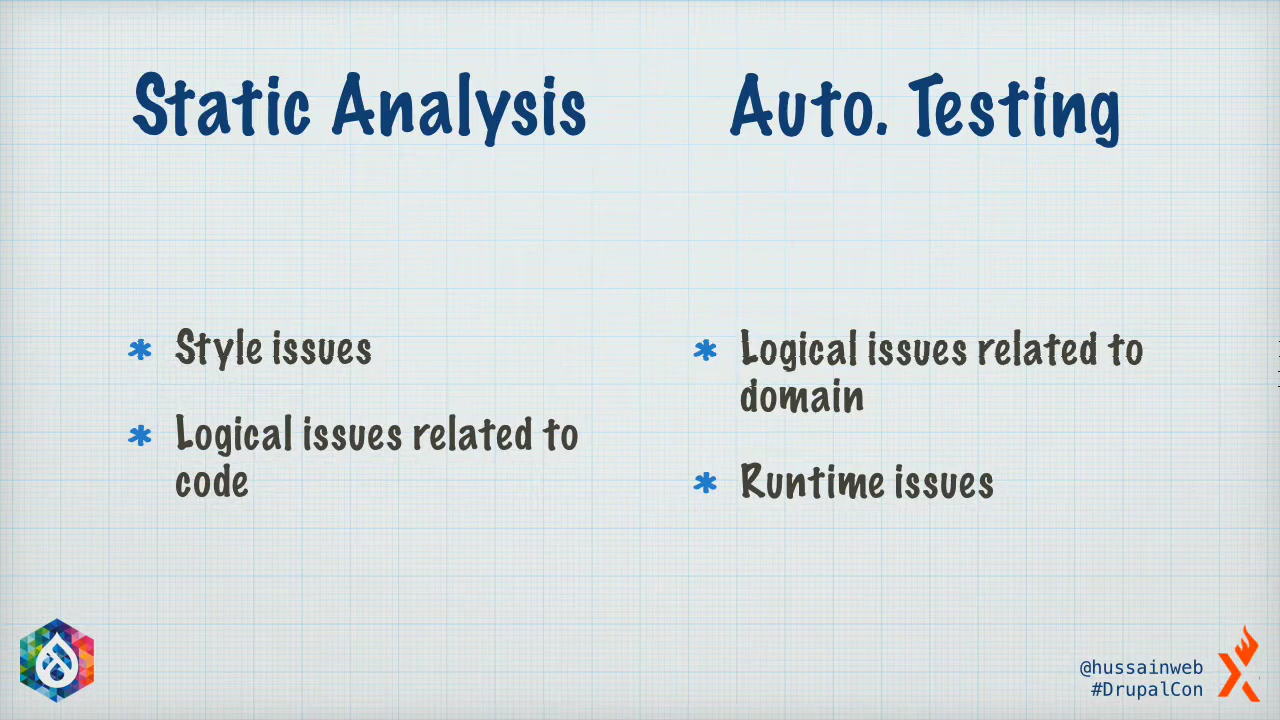 Static Analysis
Auto. Testing
* Style issues
* Logical issues related to
code
* Logical issues related to
domain
* Runtime issues
@hussainweb
#DrupalCon